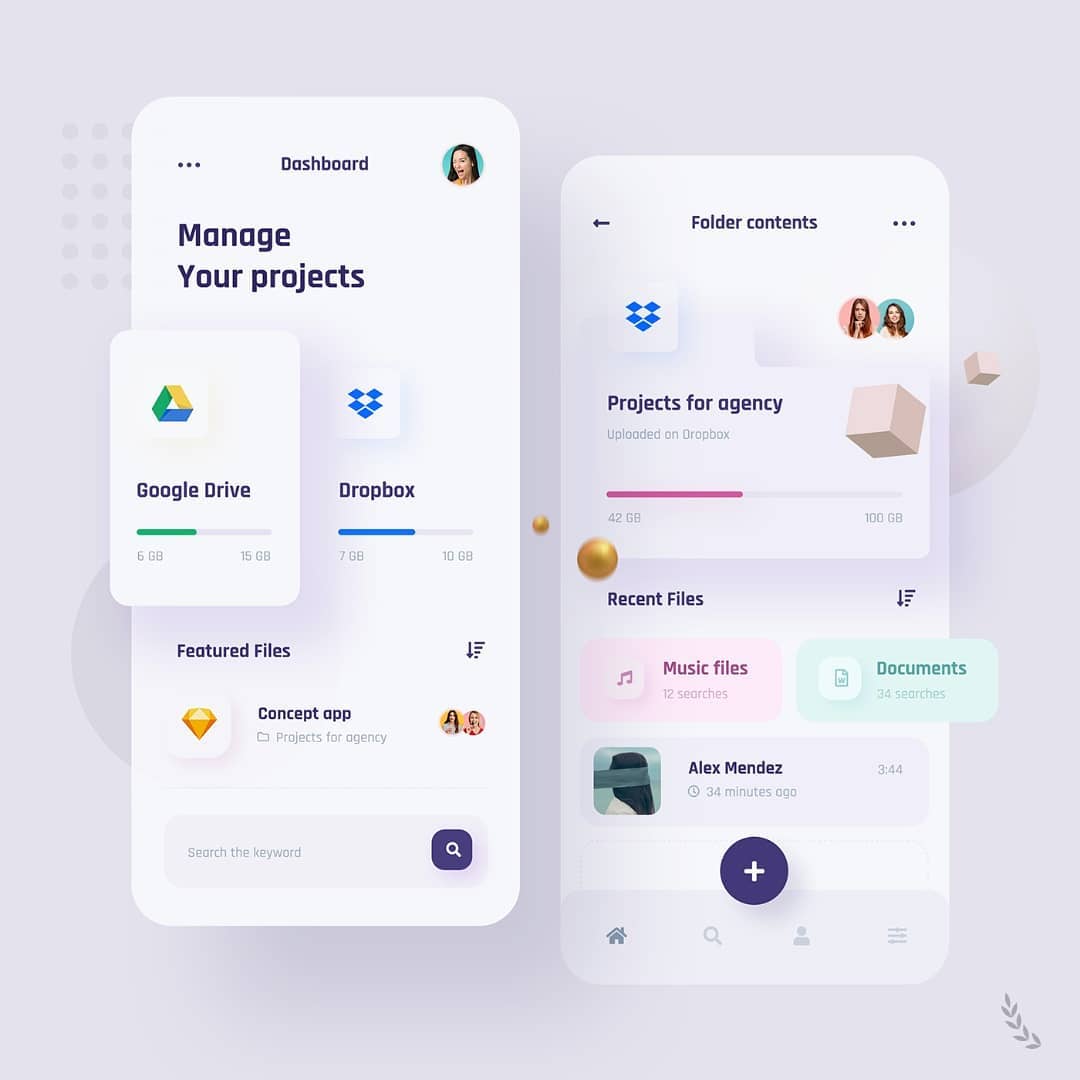 Dashboard
Manage
Your projects
Google Drive
6 GB 15 GB
Dropbox
7 GB 10 GB
Featured Files
Concept app
Projects for agency
Search the keyword
Folder contents
Projects for agency
Uploaded on Dropbox
42 GB 100 GB
Recent Files
Music files
12 searches
Documents
34 searches
W
Alex Mendez 3:44
34 minutes ago